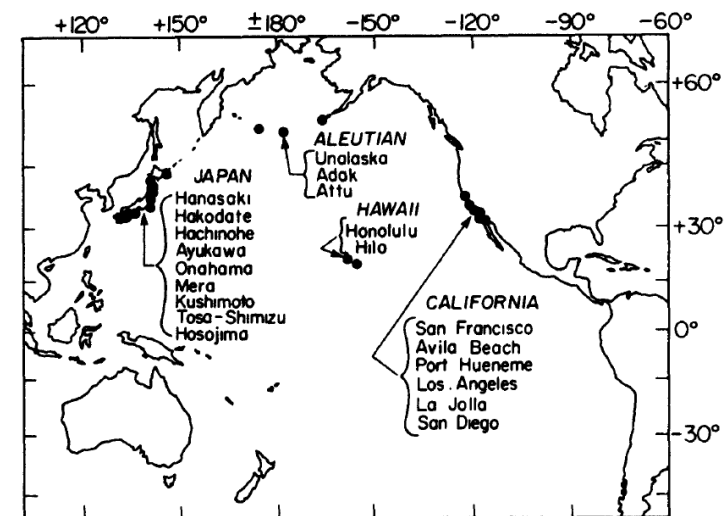 +120° +150° ±180° -150° -120° -90° -60°
+60°
ALEUTIAN
Unalaska
Adak
Attu
JAPAN
Hanasaki
Hakodate
Hachinohe
Ayukawa
Onahama
Mera
Kushimoto
Tosa-Shimizu
Hosojima
HAWAII
Honolulu
Hilo
+30°
CALIFORNIA
San Francisco
Avila Beach
Port Hueneme
Los.Angeles
La Jolla
San Diego
0°
-30°